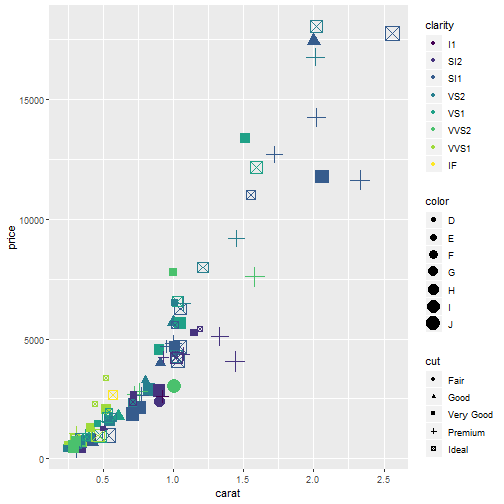 clarity
I1
SI2
SI1
VS2
VS1
VVS2
VVS1
IF
color
D
E
F
G
H
I
J
cut
Fair
Good
Very Good
Premium
Ideal
price
15000
10000
5000
0
0.5
1.0
1.5
2.0
2.5
carat